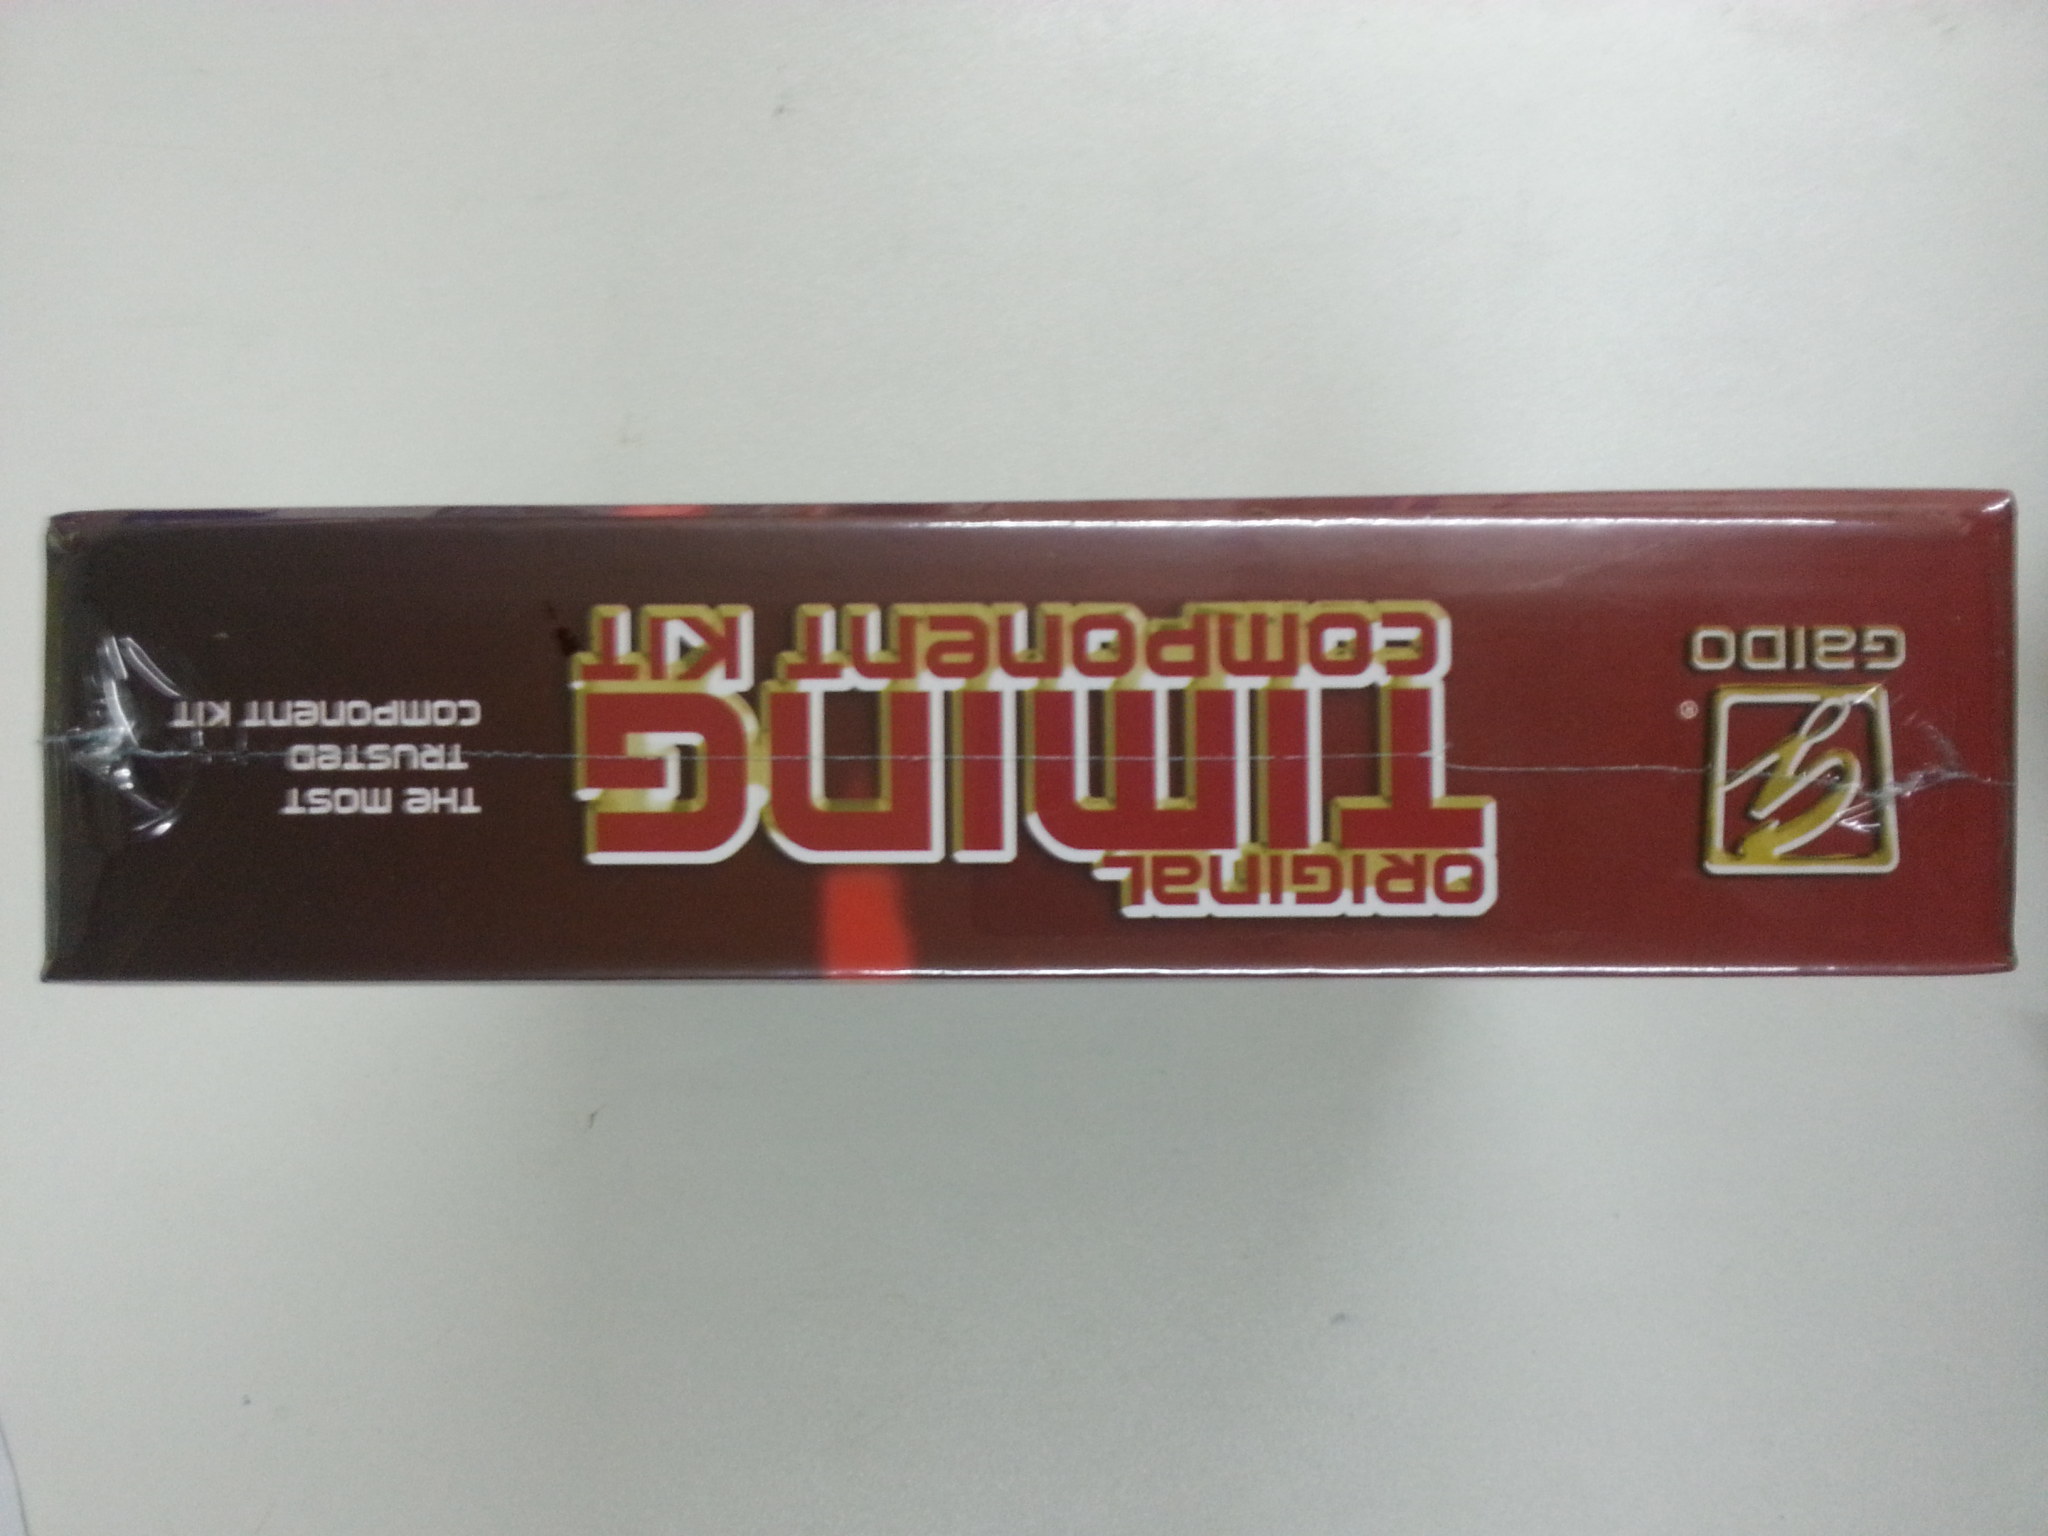 GAIDO
®
ORIGINAL
TIMING
COMPONENT KIT
THE MOST
TRUSTED
COMPONENT KIT